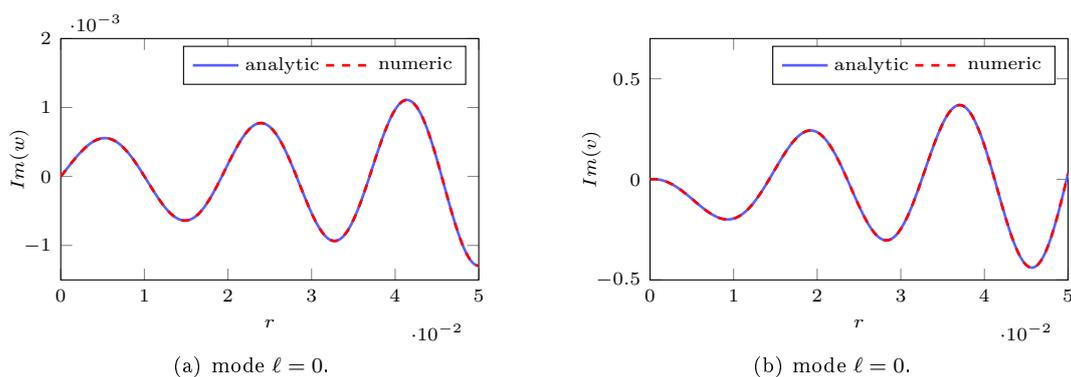 ·10⁻³
analytic numeric
2
1
0
−1
Im(w)
0 1 2 3 4 5
r
·10⁻²
(a) mode ℓ = 0.
analytic numeric
0.5
0
−0.5
Im(v)
0 1 2 3 4 5
r
·10⁻²
(b) mode ℓ = 0.